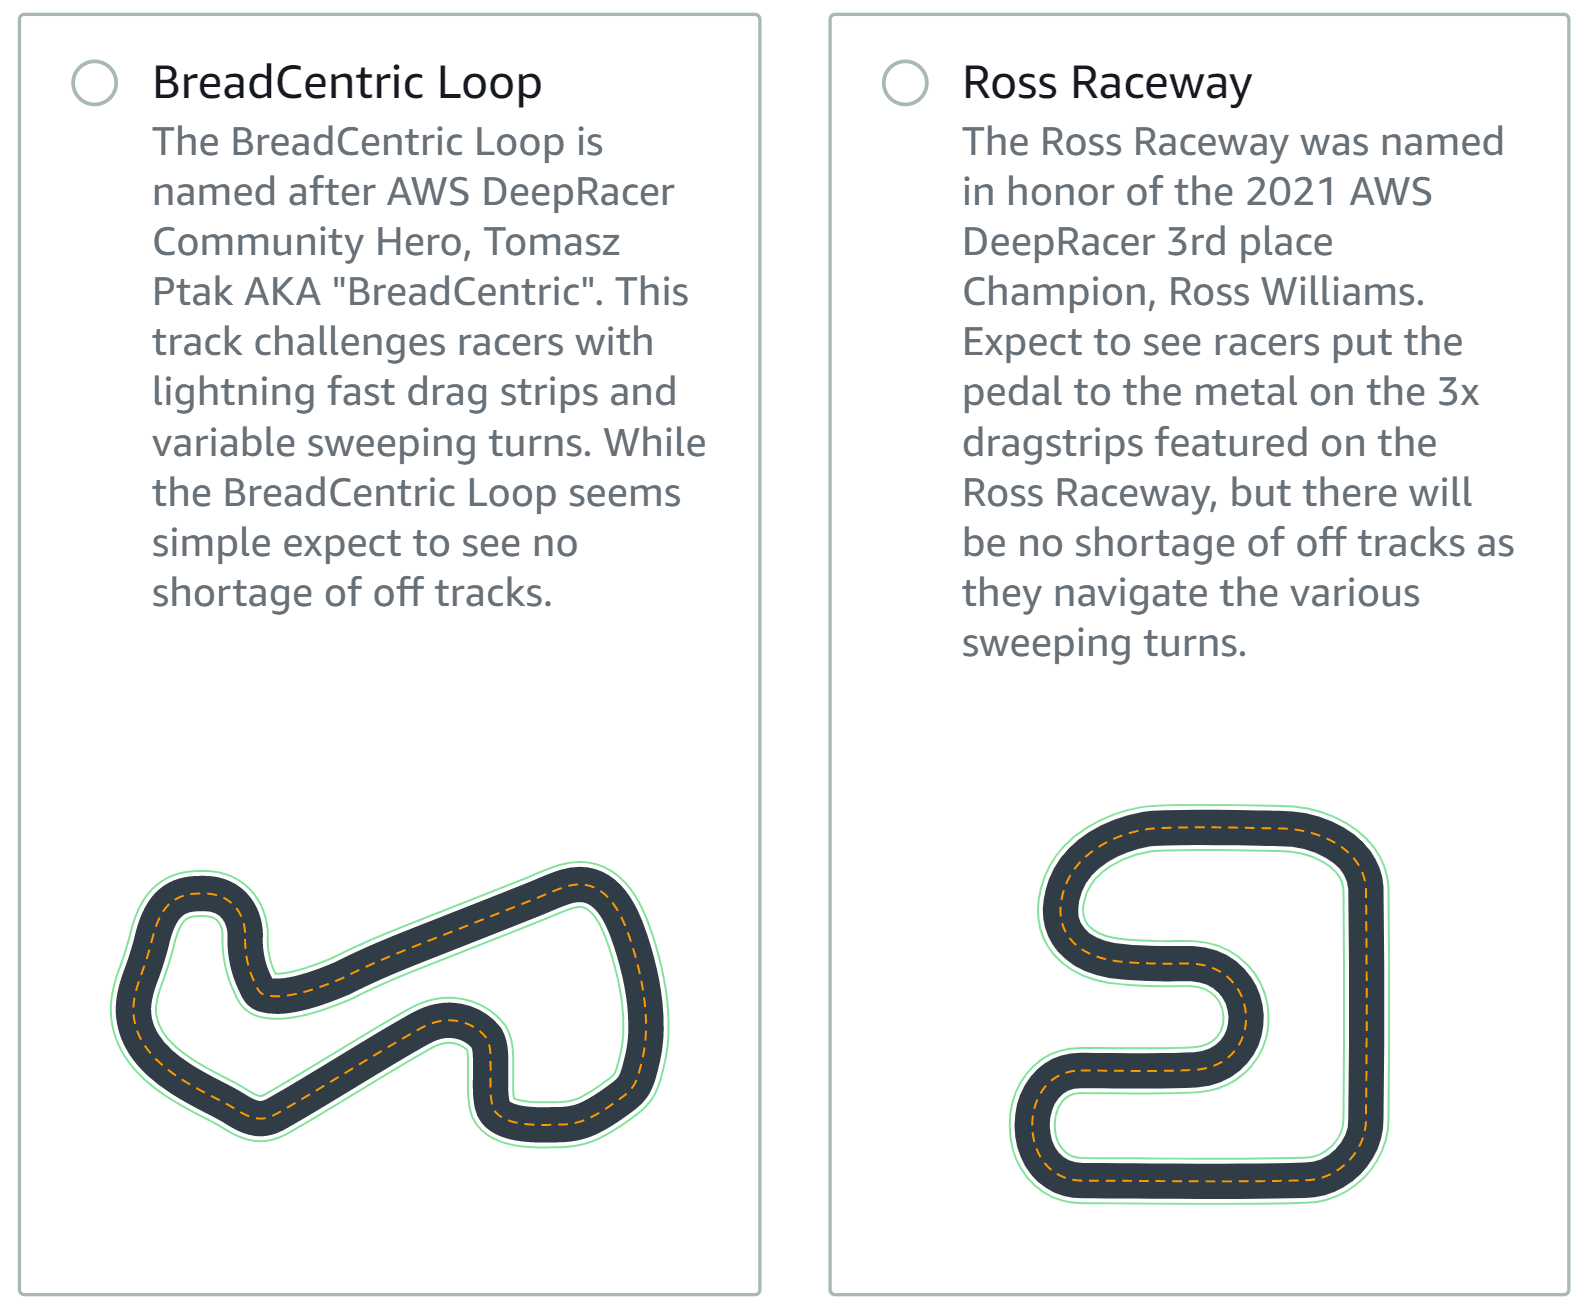 BreadCentric Loop
The BreadCentric Loop is
named after AWS DeepRacer
Community Hero, Tomasz
Ptak AKA "BreadCentric". This
track challenges racers with
lightning fast drag strips and
variable sweeping turns. While
the BreadCentric Loop seems
simple expect to see no
shortage of off tracks.
Ross Raceway
The Ross Raceway was named
in honor of the 2021 AWS
DeepRacer 3rd place
Champion, Ross Williams.
Expect to see racers put the
pedal to the metal on the 3x
dragstrips featured on the
Ross Raceway, but there will
be no shortage of off tracks as
they navigate the various
sweeping turns.